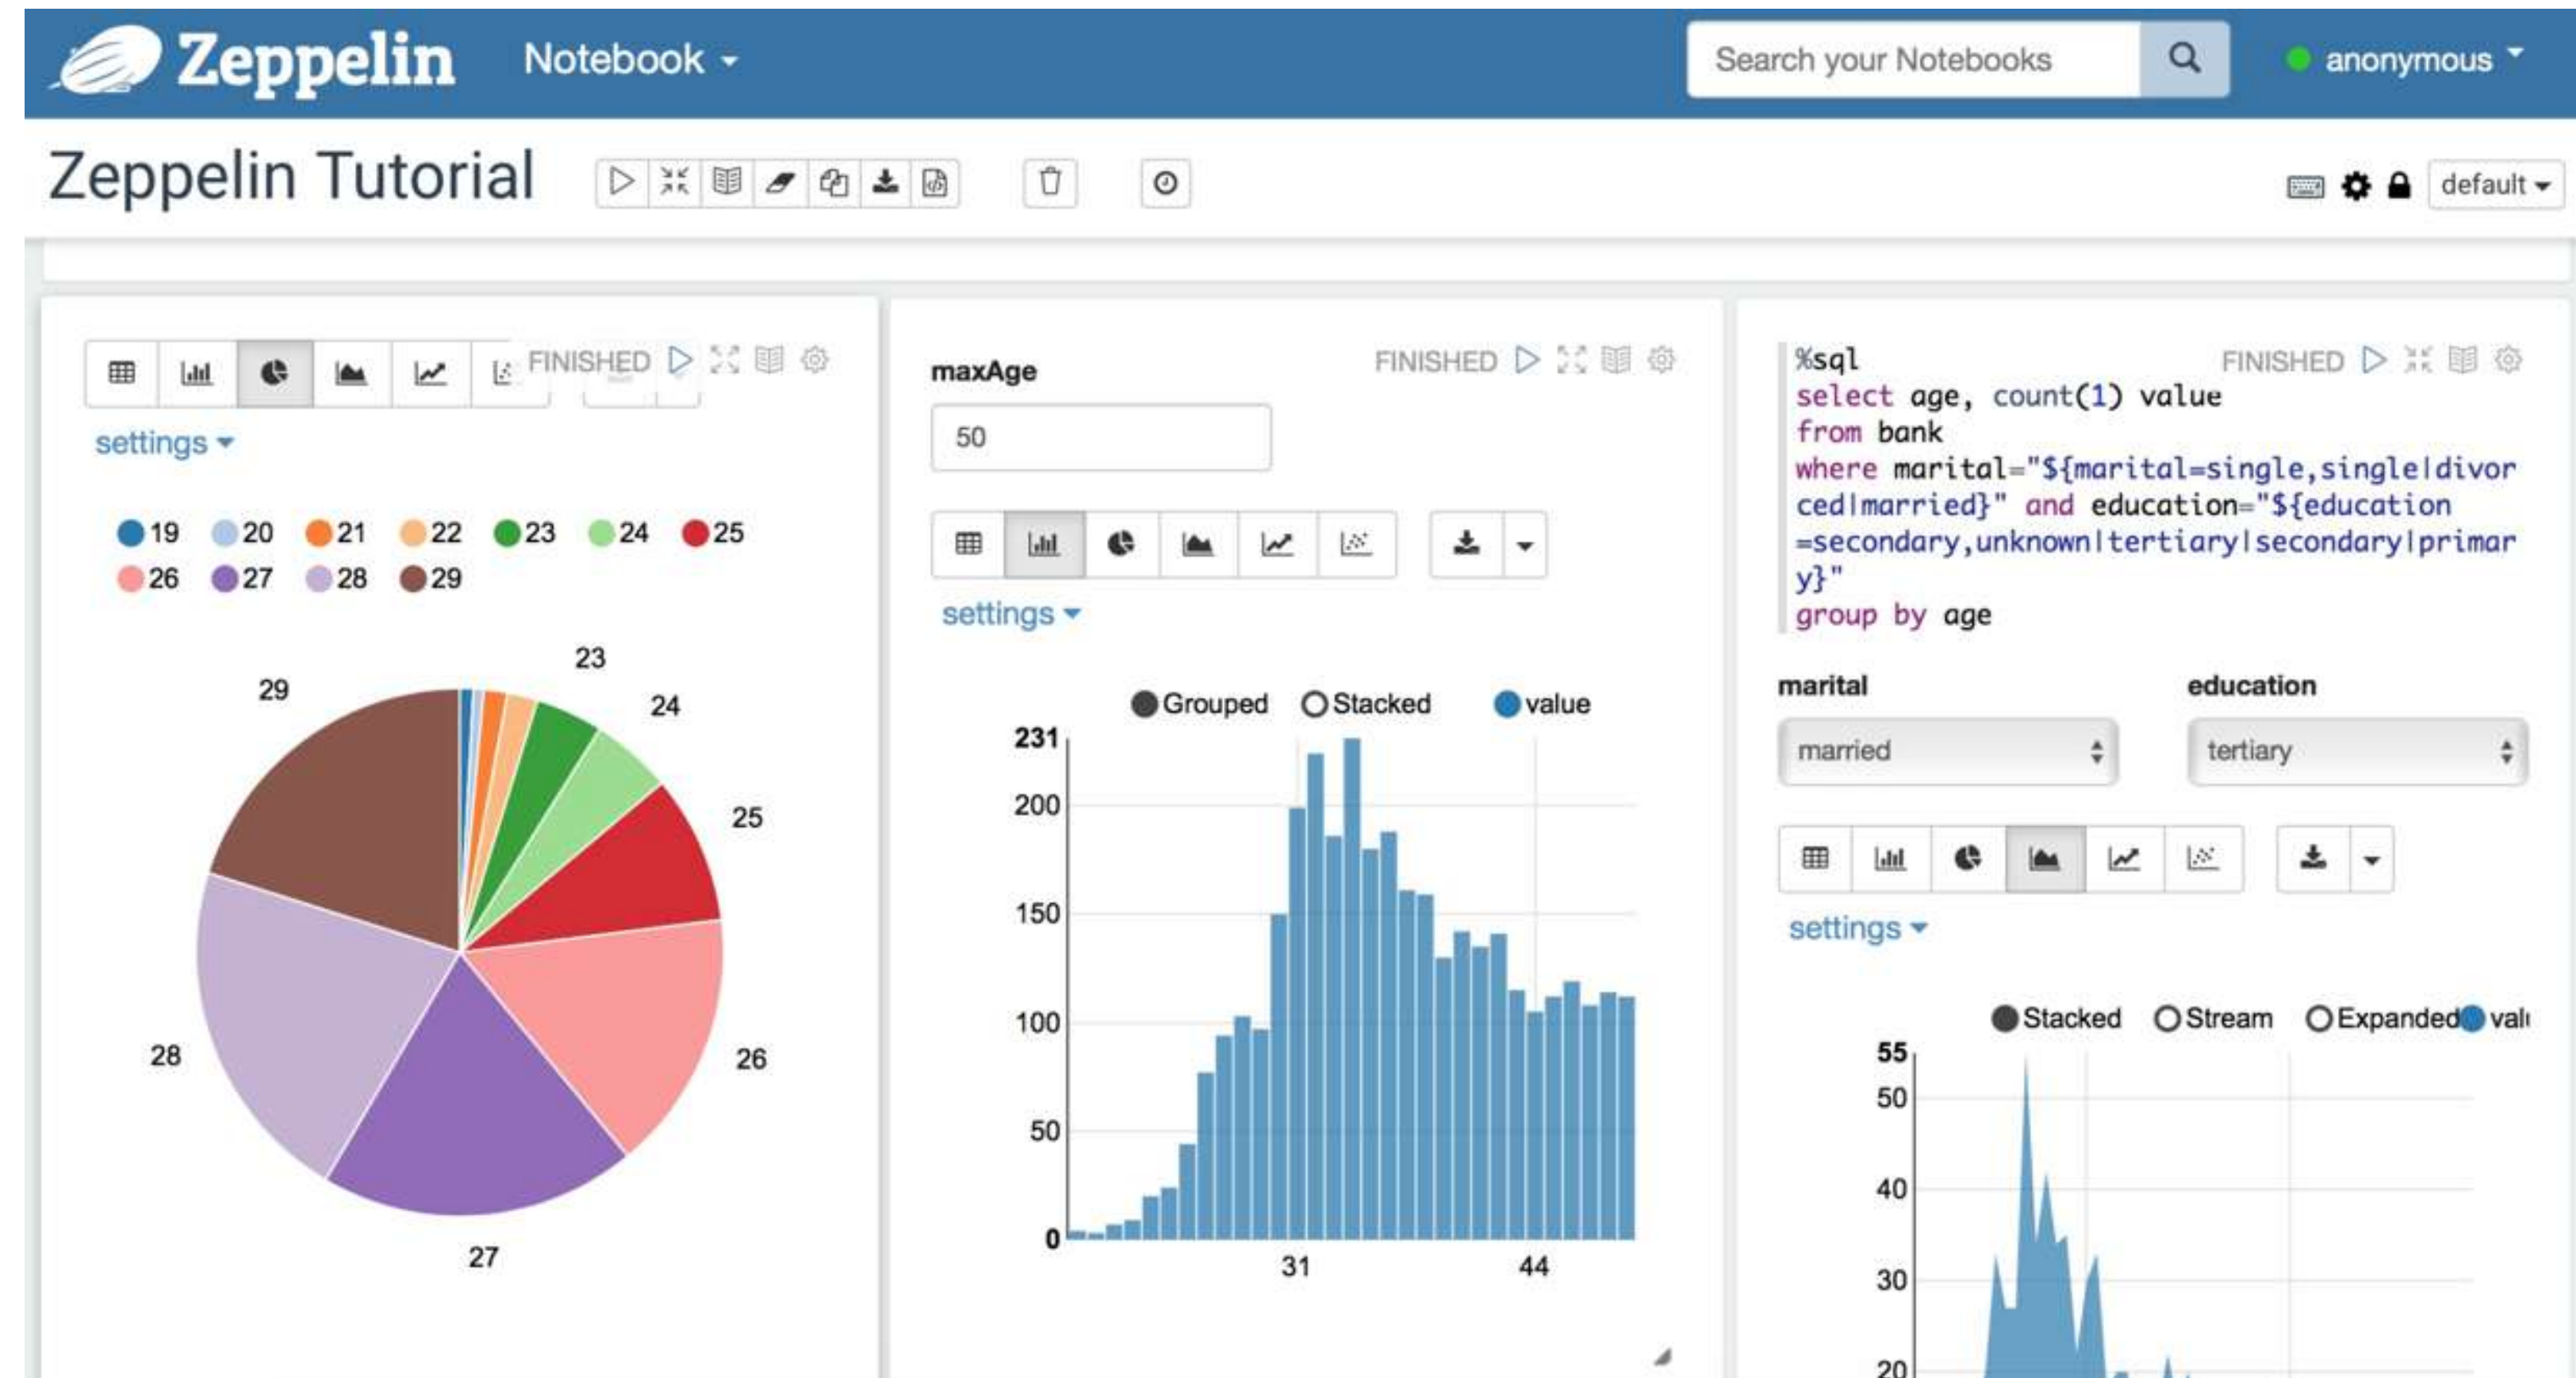 Zeppelin Notebook Search your Notebooks anonymous
Zeppelin Tutorial default
FINISHED
settings
19 20 21 22 23 24 25
26 27 28 29
23
29
24
25
28
26
27
maxAge FINISHED
50
settings
Grouped Stacked value
231
200
150
100
50
0
31 44
%sql FINISHED
select age, count(1) value
from bank
where marital="${marital=single,single|divor
ced|married}" and education="${education
=secondary,unknown|tertiary|secondary|primar
y}"
group by age
marital education
married tertiary
settings
Stacked Stream Expanded
55
50
40
30
20